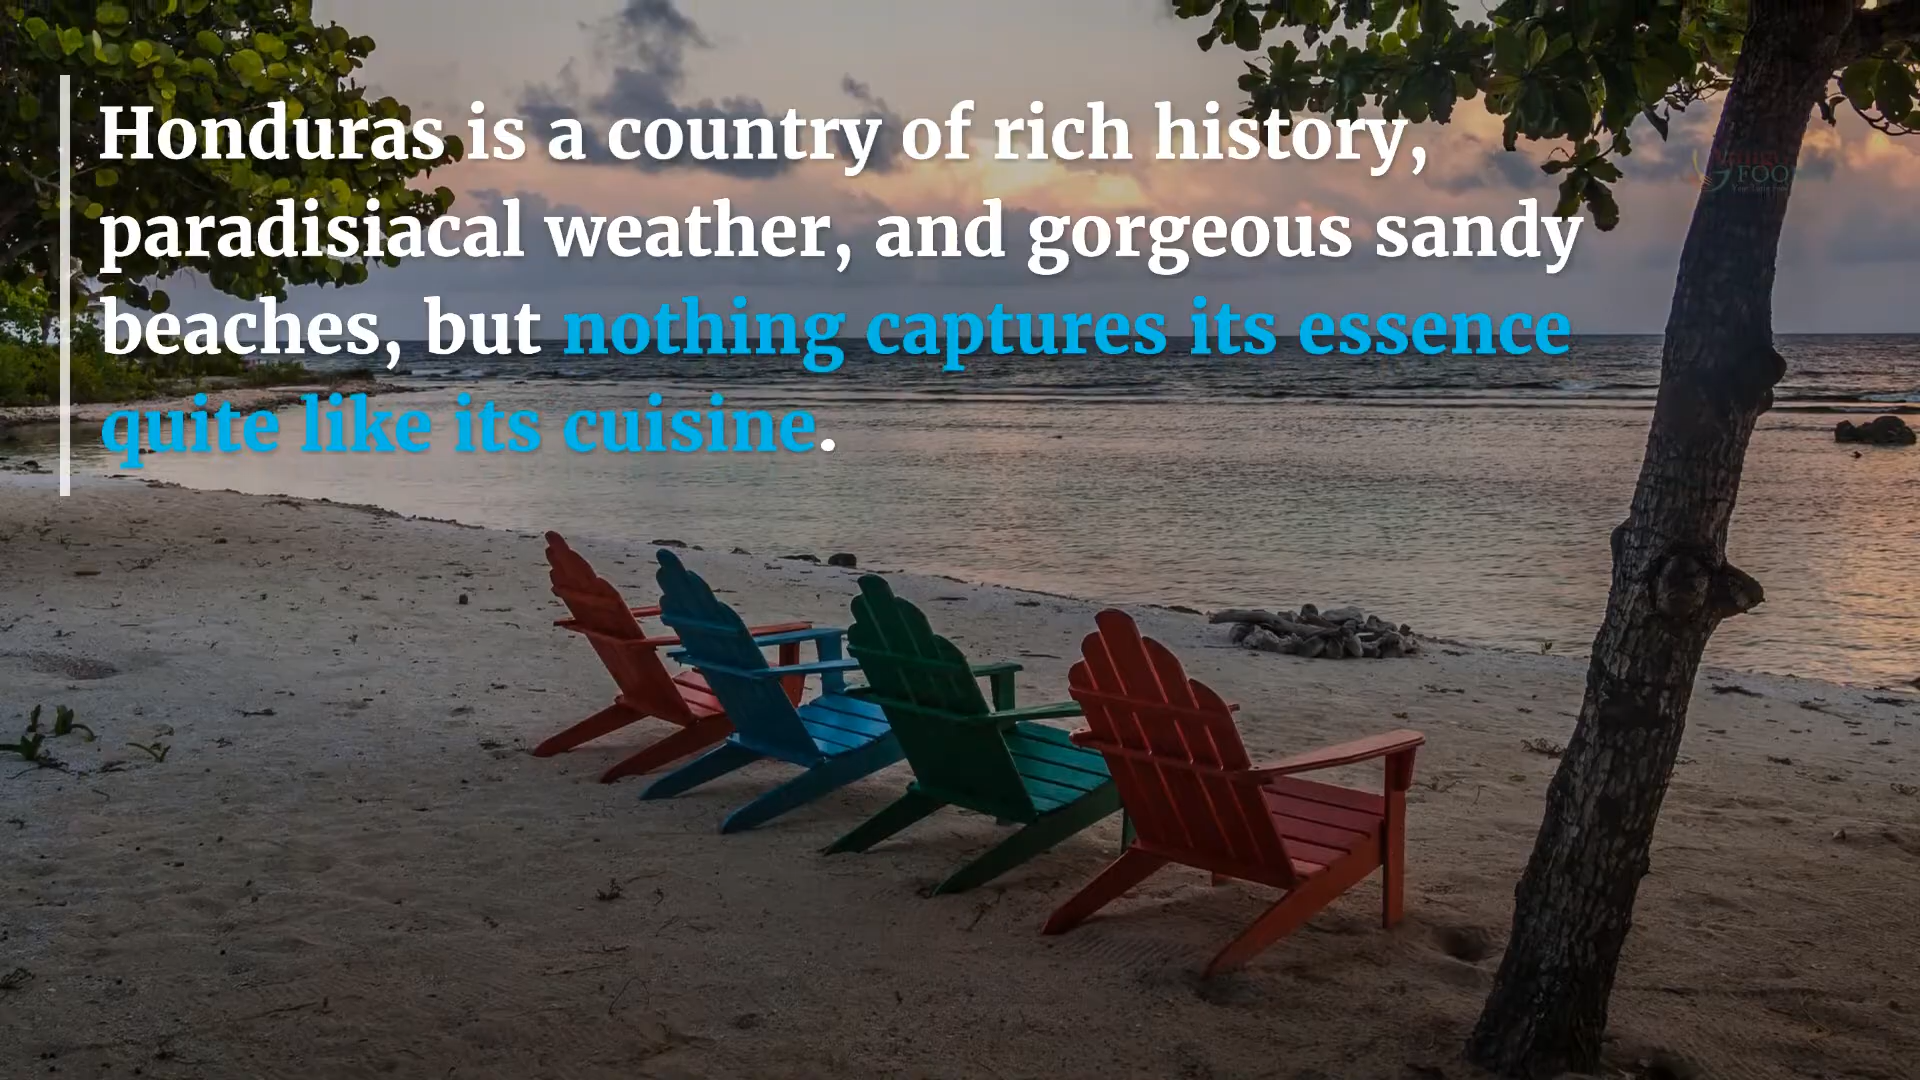 Honduras is a country of rich history,
paradisiacal weather, and gorgeous sandy
beaches, but nothing captures its essence
quite like its cuisine.
FOO